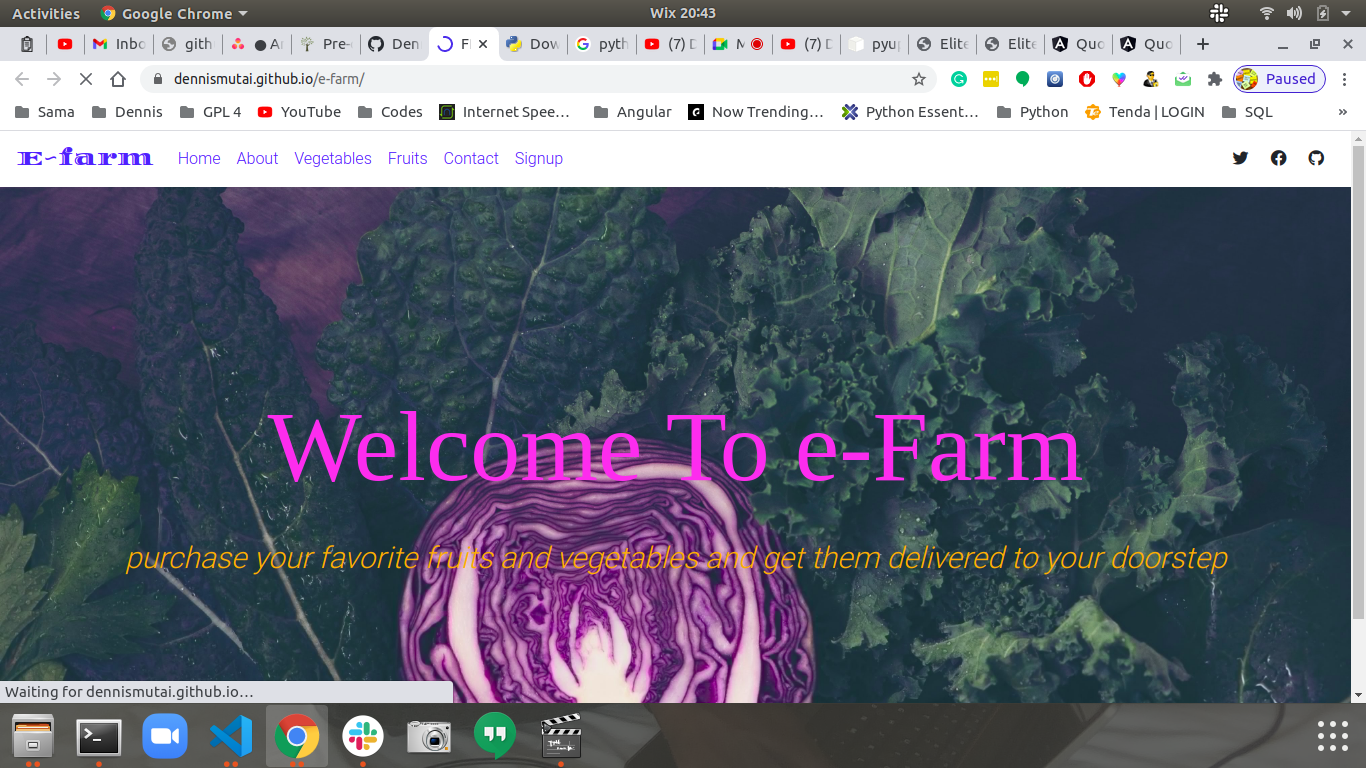 Activities Google Chrome Wix 20:43
Inbo gith Ar Pre- Den Fl Dow pyth (7) D M (7) D pyup Elite Elite Quo Quo
dennismutai.github.io/e-farm/ Paused
Sama Dennis GPL 4 YouTube Codes Internet Spee… Angular Now Trending… Python Essent… Python Tenda | LOGIN SQL »
E-farm Home About Vegetables Fruits Contact Signup
Welcome To e-Farm
purchase your favorite fruits and vegetables and get them delivered to your doorstep
Waiting for dennismutai.github.io…